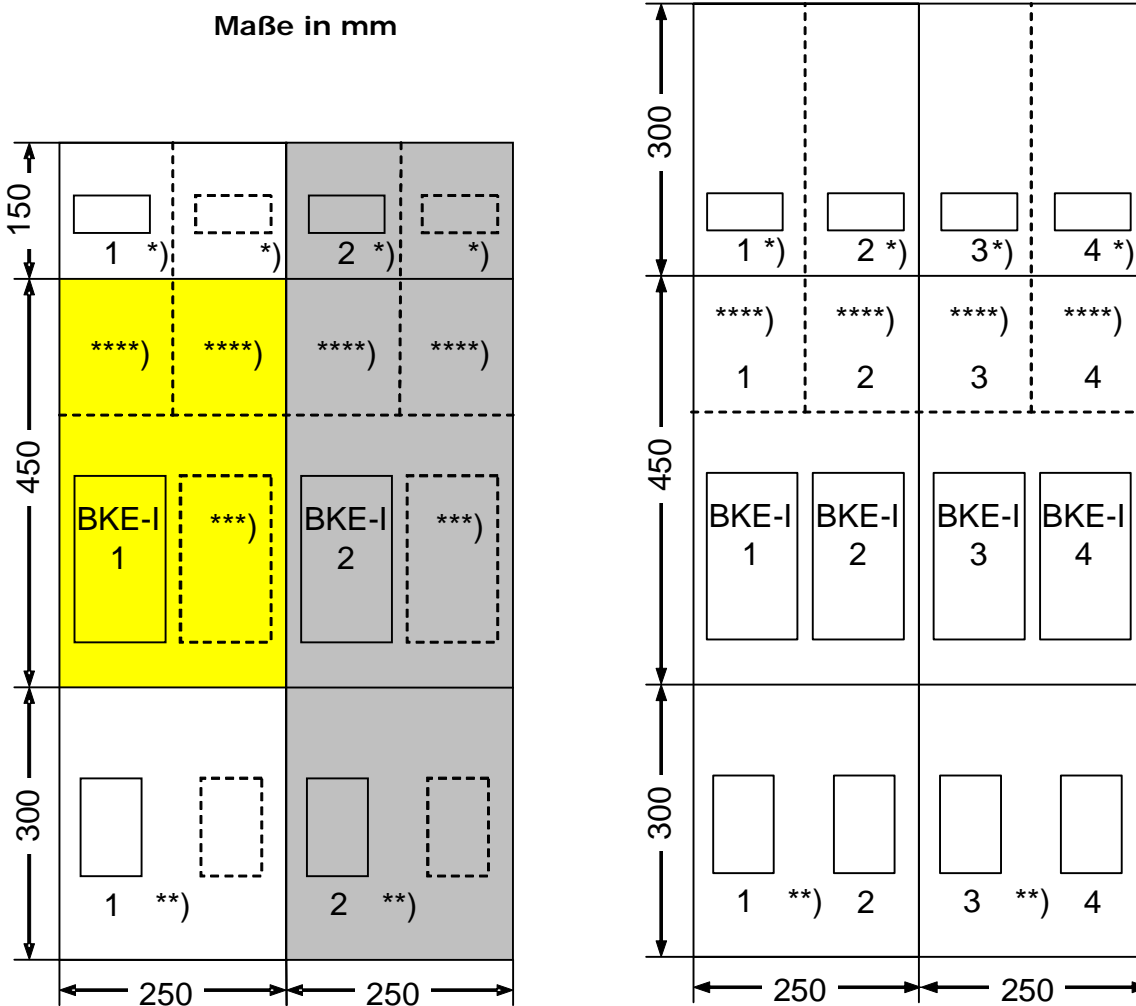 Maße in mm
150
1 *) *) 2 *) *)
****) ****) ****) ****)
450
BKE-I
1
***)
BKE-I
2
***)
300
1 **) 2 **)
250 250
300
1 *) 2 *) 3 *) 4 *)
****) ****) ****) ****)
1 2 3 4
450
BKE-I BKE-I BKE-I BKE-I
1 2 3 4
300
1 **) 2 3 **) 4
250 250